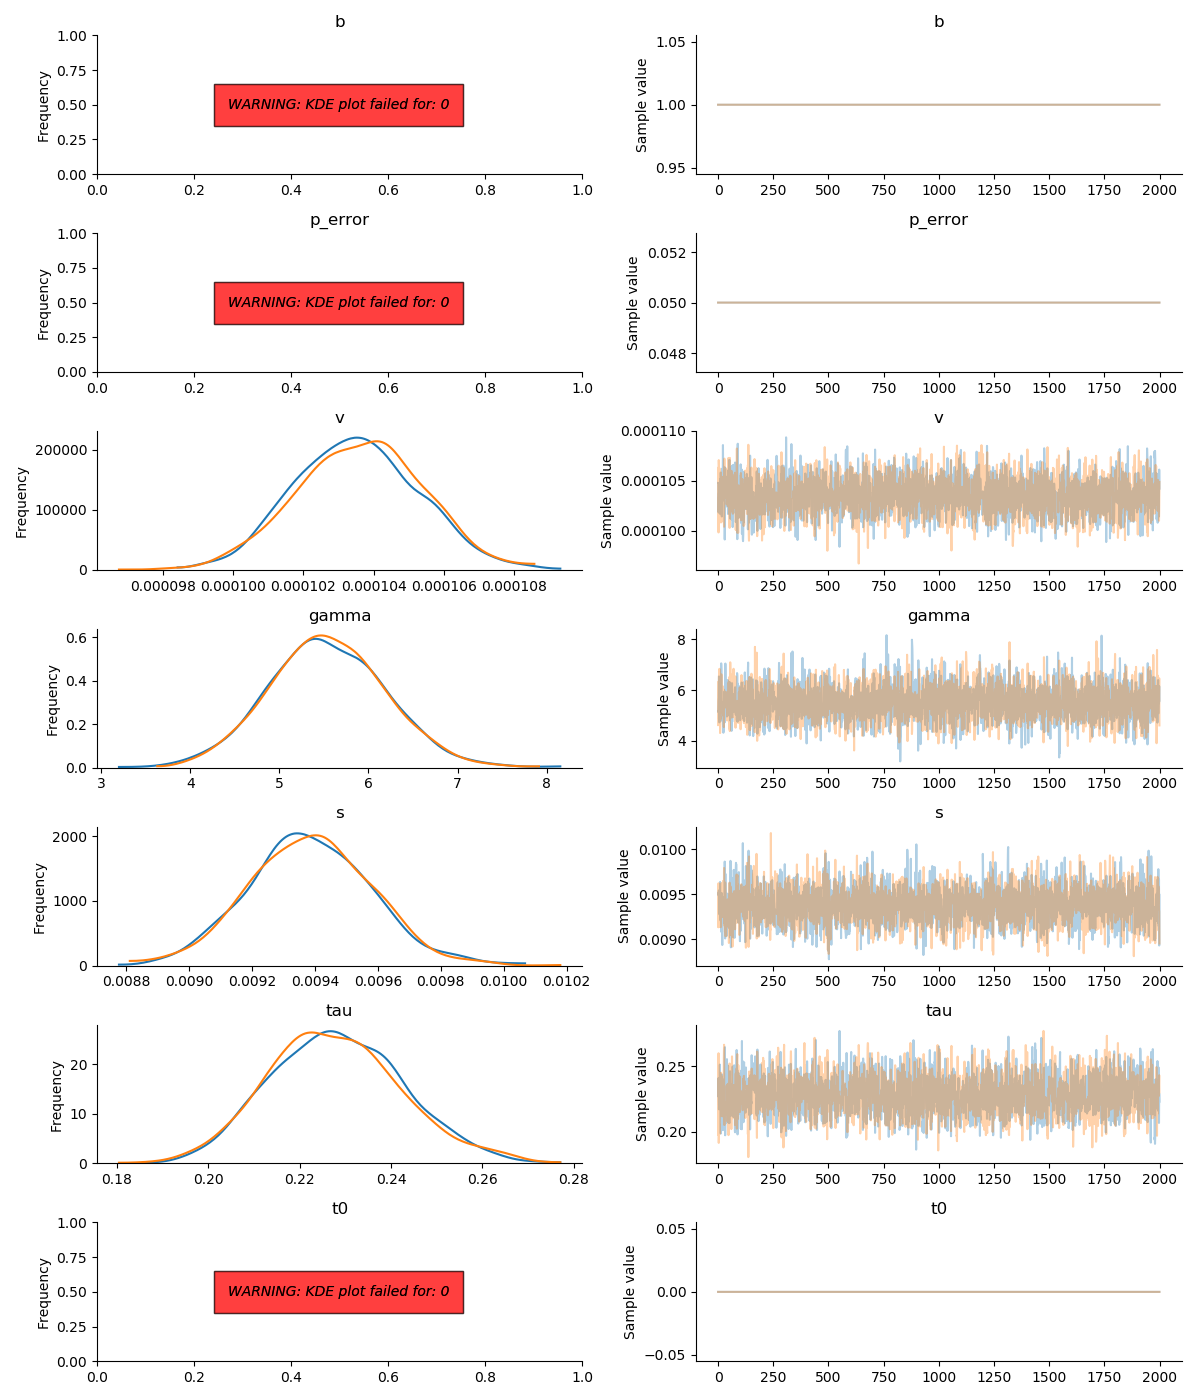 b
b
1.00
0.75
0.50
0.25
0.00
Frequency
WARNING: KDE plot failed for: 0
0.0 0.2 0.4 0.6 0.8 1.0
1.05
1.00
0.95
Sample value
0 250 500 750 1000 1250 1500 1750 2000
p_error
p_error
1.00
0.75
0.50
0.25
0.00
Frequency
WARNING: KDE plot failed for: 0
0.0 0.2 0.4 0.6 0.8 1.0
0.052
0.050
0.048
Sample value
0 250 500 750 1000 1250 1500 1750 2000
v
v
200000
100000
0
Frequency
0.000098 0.000100 0.000102 0.000104 0.000106 0.000108
0.000110
0.000105
0.000100
Sample value
0 250 500 750 1000 1250 1500 1750 2000
gamma
gamma
0.6
0.4
0.2
0.0
Frequency
3 4 5 6 7 8
8
6
4
Sample value
0 250 500 750 1000 1250 1500 1750 2000
s
s
2000
1000
0
Frequency
0.0088 0.0090 0.0092 0.0094 0.0096 0.0098 0.0100 0.0102
0.0100
0.0095
0.0090
Sample value
0 250 500 750 1000 1250 1500 1750 2000
tau
tau
20
10
0
Frequency
0.18 0.20 0.22 0.24 0.26 0.28
0.25
0.20
Sample value
0 250 500 750 1000 1250 1500 1750 2000
t0
t0
1.00
0.75
0.50
0.25
0.00
Frequency
WARNING: KDE plot failed for: 0
0.0 0.2 0.4 0.6 0.8 1.0
0.05
0.00
−0.05
Sample value
0 250 500 750 1000 1250 1500 1750 2000